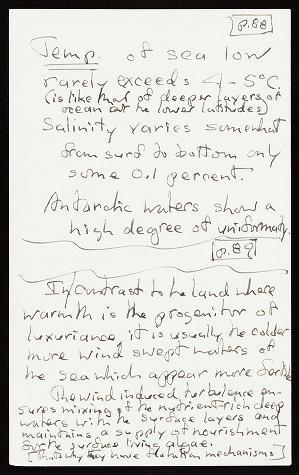 p.88
Temp. of sea low
rarely exceeds 4 - 5°C.
(is like that of deeper layers of
ocean at the lower latitudes)
Salinity varies somewhat
from surf to bottom only
some 0.1 percent.
Antarctic waters show a
high degree of uniformity.
p.89
In contrast to the land where
warmth is the progenitor of
luxuriance, it is usually the colder
more wind swept waters of
the sea which appear more fertile
The wind induced turbulence en-
sures mixing of the nutrient-rich deep
waters with the surface layers and
maintains a supply of nourishment
for the surface living algae.
[That is why they have flotation mechanisms]